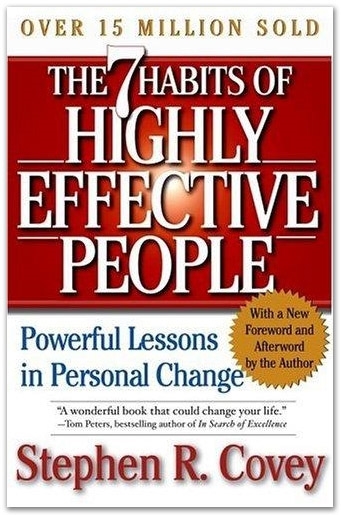 OVER 15 MILLION SOLD
THE 7 HABITS OF
HIGHLY
EFFECTIVE
PEOPLE
Powerful Lessons
in Personal Change
With a New
Foreword and
Afterword
by the Author
“A wonderful book that could change your life.”
—Tom Peters, bestselling author of In Search of Excellence
Stephen R. Covey